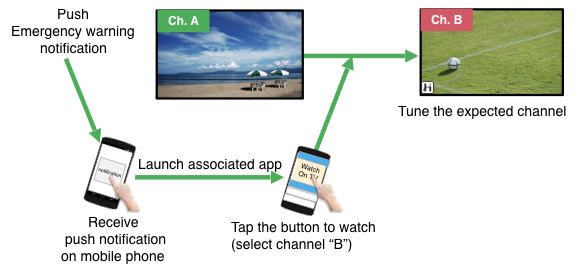 Push
Emergency warning
notification
Ch. A
Ch. B
Tune the expected channel
notification
Launch associated app
Watch
On TV
Receive
push notification
on mobile phone
Tap the button to watch
(select channel “B”)